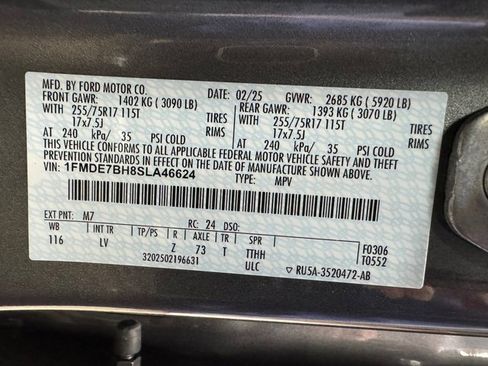 MFD. BY FORD MOTOR CO.
DATE: 02/25 GVWR: 2685 KG ( 5920 LB)
FRONT GAWR: 1402 KG ( 3090 LB) REAR GAWR: 1393 KG ( 3070 LB)
WITH 255/75R17 115T TIRES WITH 255/75R17 115T TIRES
17x7.5J RIMS 17x7.5J RIMS
AT 240 kPa/ 35 PSI COLD AT 240 kPa/ 35 PSI COLD
THIS VEHICLE CONFORMS TO ALL APPLICABLE FEDERAL MOTOR VEHICLE
SAFETY AND THEFT PREVENTION STANDARDS IN EFFECT ON THE DATE OF MANUFACTURE SHOWN ABOVE.
VIN: 1FMDE7BH8SLA46624 TYPE: MPV
EXT PNT: M7 RC: 24 DSO:
WB INT TR TP/PS R AXLE TR SPR
116 LV Z 73 T TTHH
ULC
3202502196631
F0306
T0552
▽ RU5A-3520472-AB